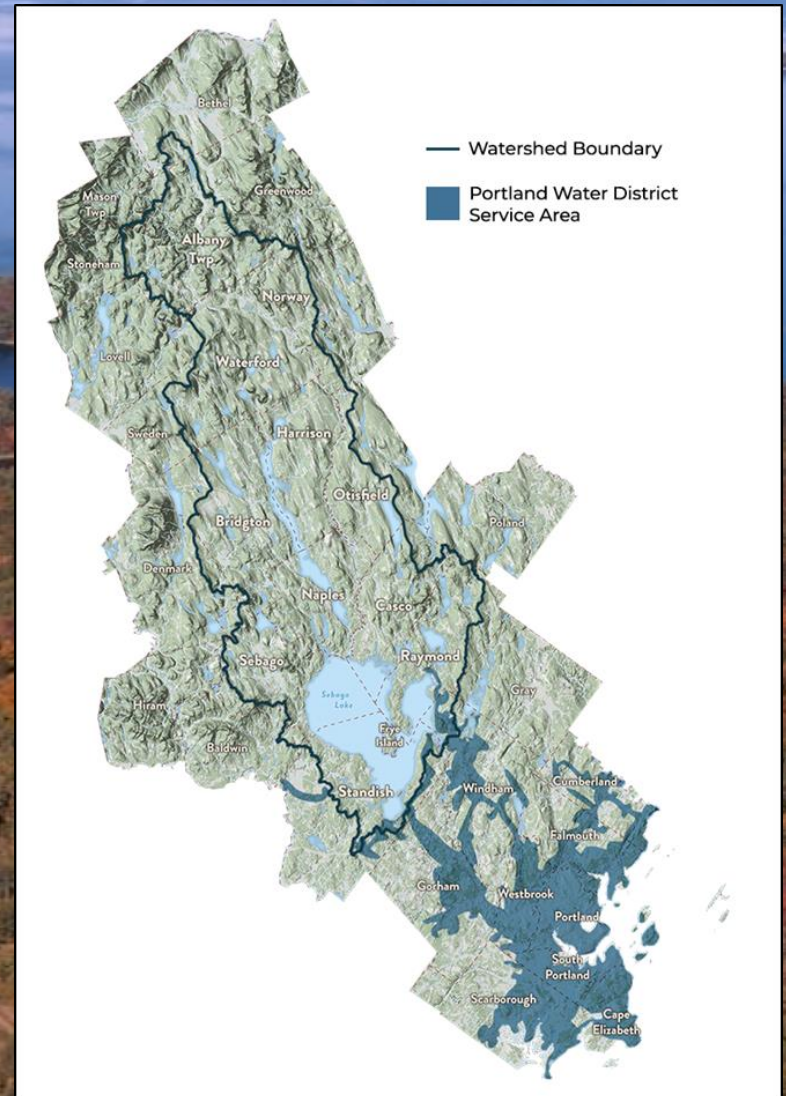 Bethel
Watershed Boundary
Portland Water District
Service Area
Mason
Twp
Greenwood
Albany
Twp
Stoneham
Norway
Lovell
Waterford
Sweden
Harrison
Otisfield
Bridgton
Poland
Denmark
Naples
Casco
Sebago
Raymond
Sebago
Lake
Gray
Hiram
Frye
Island
Baldwin
Standish
Windham
Cumberland
Falmouth
Gorham
Westbrook
Portland
South
Portland
Scarborough
Cape
Elizabeth